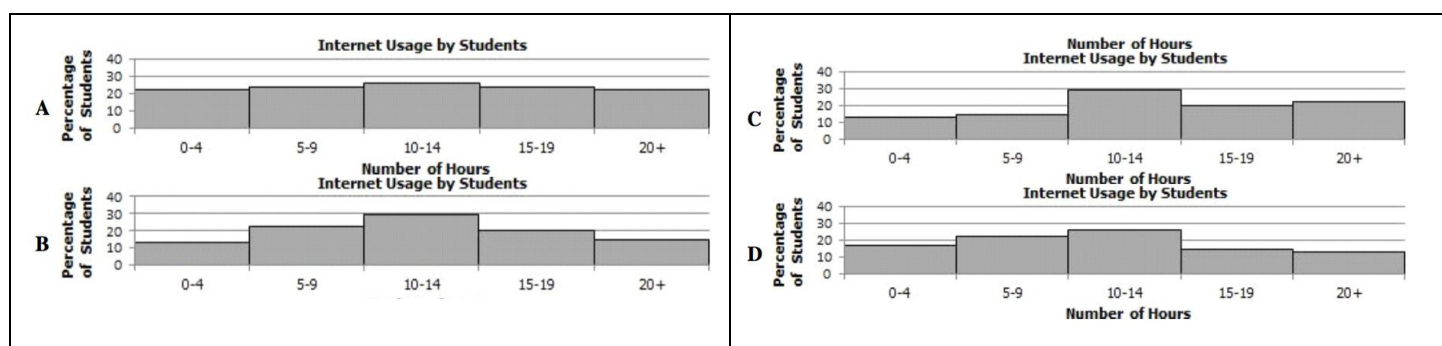 Internet Usage by Students
A
Percentage
of Students
40
30
20
10
0
0-4 5-9 10-14 15-19 20+
Number of Hours
Internet Usage by Students
B
Percentage
of Students
40
30
20
10
0
0-4 5-9 10-14 15-19 20+
Number of Hours
Internet Usage by Students
C
Percentage
of Students
40
30
20
10
0
0-4 5-9 10-14 15-19 20+
Number of Hours
Internet Usage by Students
D
Percentage
of Students
40
30
20
10
0
0-4 5-9 10-14 15-19 20+
Number of Hours